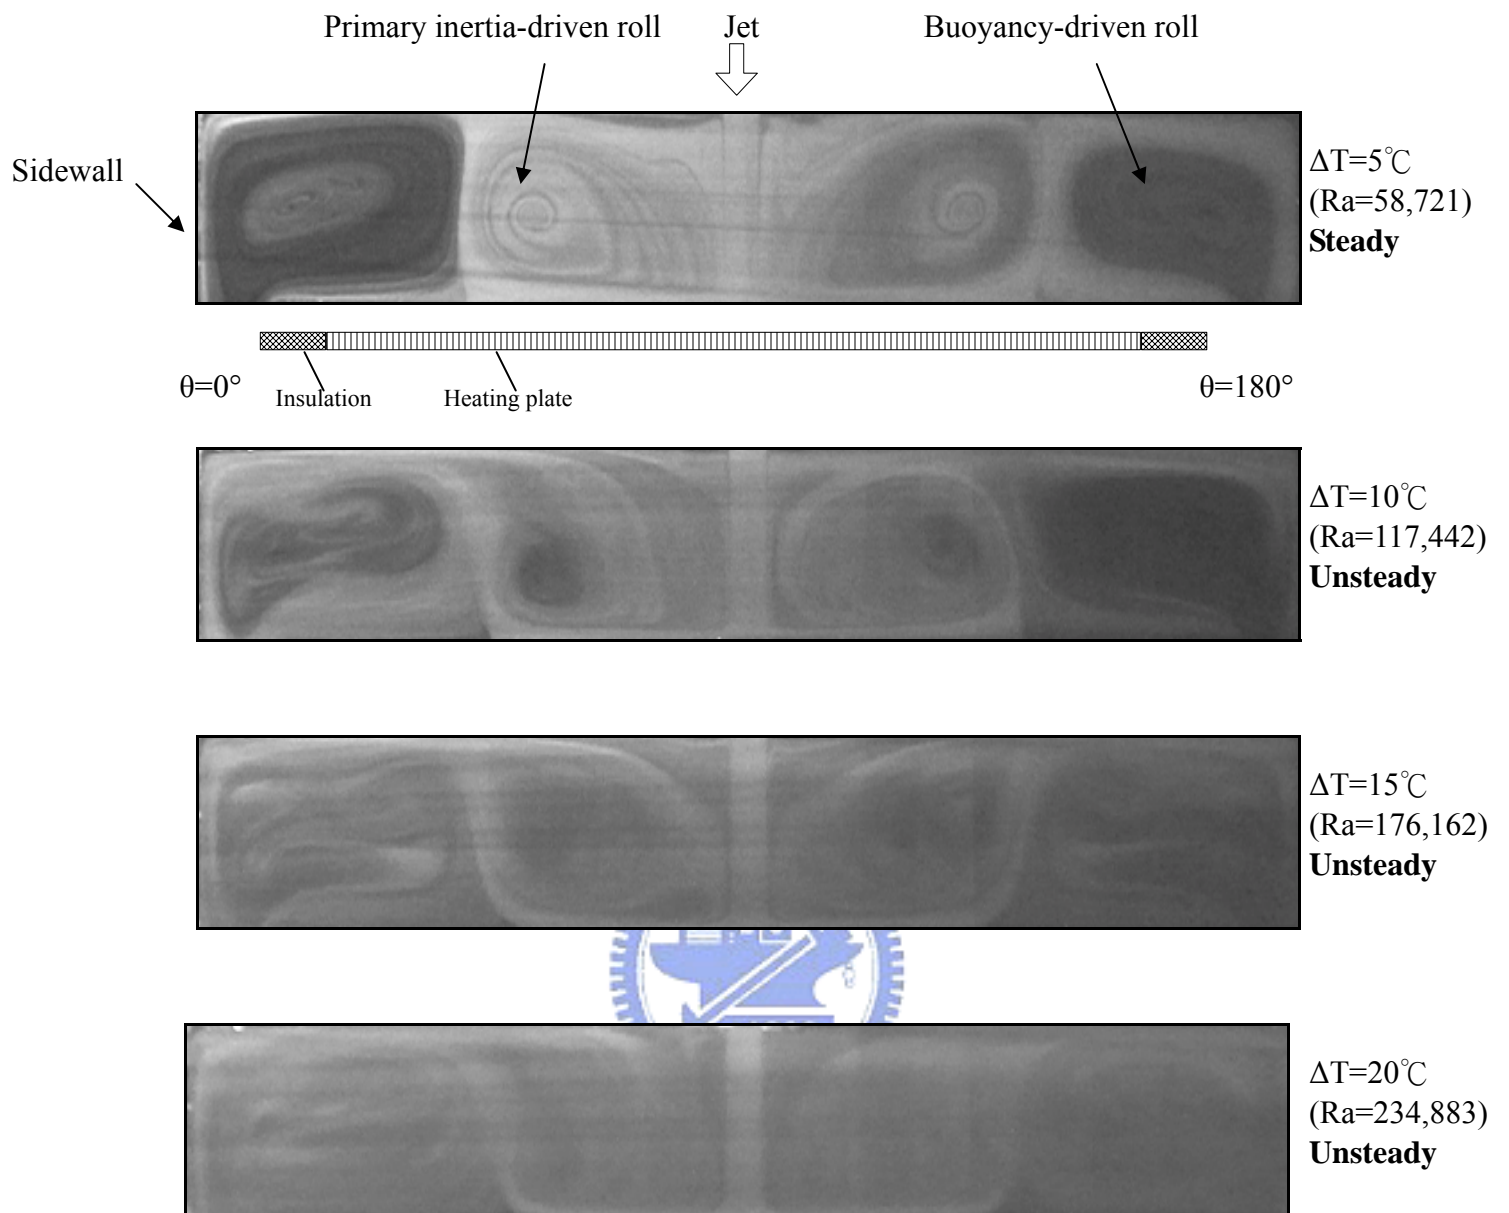 Primary inertia-driven roll
Jet
Buoyancy-driven roll
Sidewall
ΔT=5℃
(Ra=58,721)
Steady
θ=0°
Insulation
Heating plate
θ=180°
ΔT=10℃
(Ra=117,442)
Unsteady
ΔT=15℃
(Ra=176,162)
Unsteady
ΔT=20℃
(Ra=234,883)
Unsteady